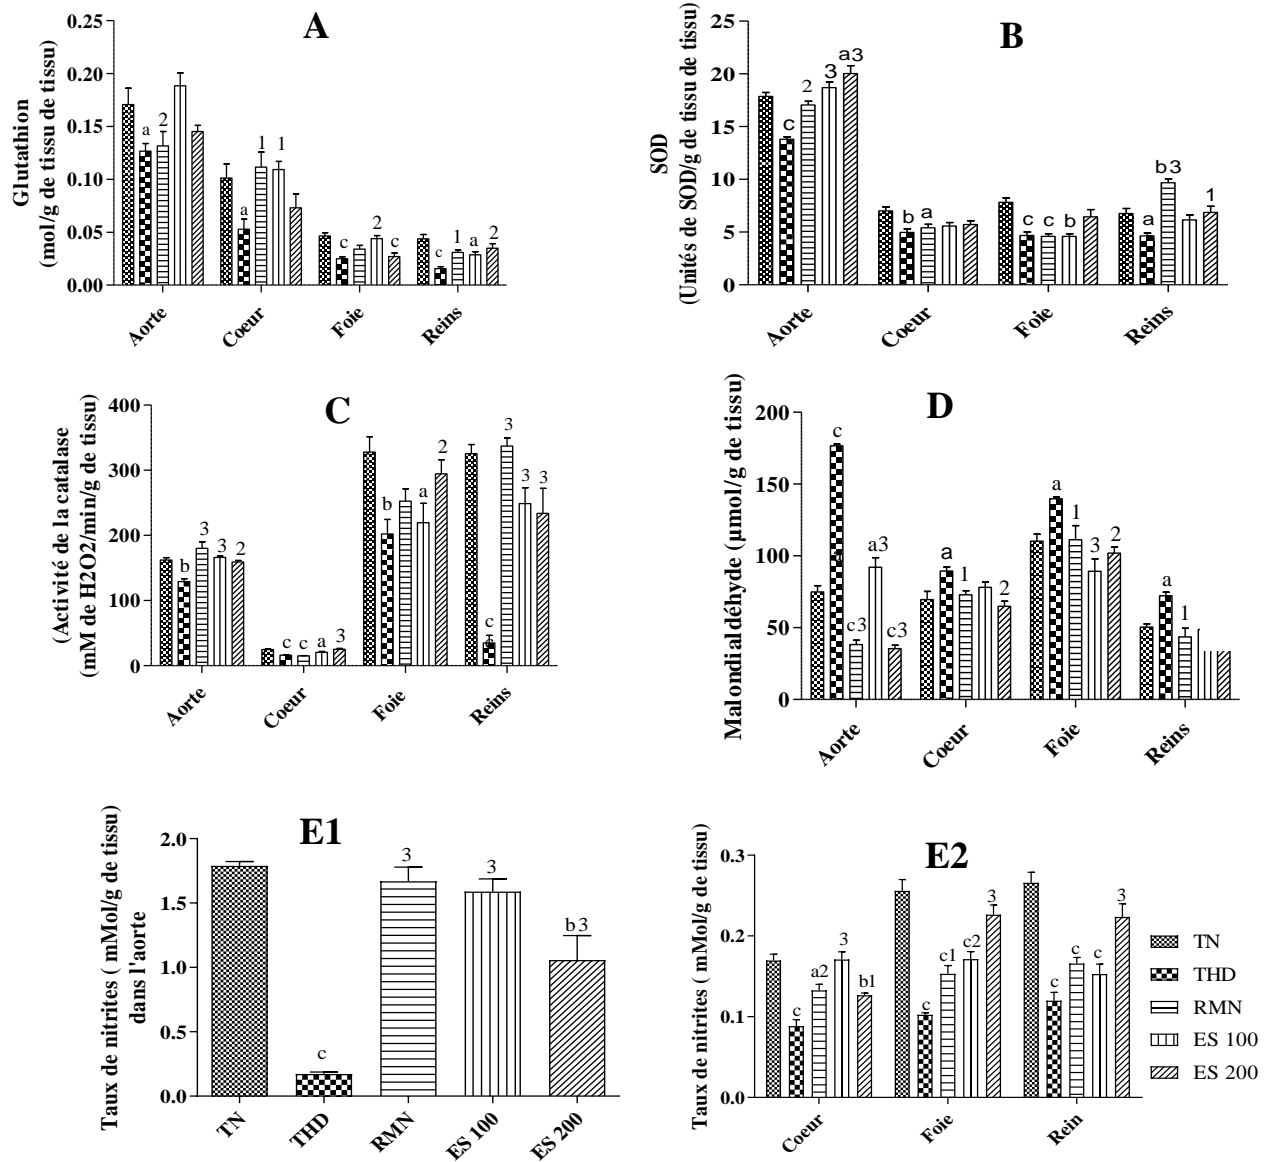 A
Glutathion
(mol/g de tissu de tissu)
0.25
0.20
0.15
0.10
0.05
0.00
a 2
a 1 1
c 2 c
c 1 a 2
Aorte Coeur Foie Reins
B
SOD
(Unités de SOD/g de tissu de tissu)
25
20
15
10
5
0
c 2 3 a3
b a
c c b
a b3 1
Aorte Coeur Foie Reins
C
(Activité de la catalase
(mM de H2O2/min/g de tissu)
400
300
200
100
0
b 3 3 2
c c a 3
b a 2
c 3 3 3
Aorte Coeur Foie Reins
D
Malondialdéhyde (µmol/g de tissu)
200
150
100
50
0
c c3 a3 c3
a 1 2
a 1 3 2
a 1
Aorte Coeur Foie Reins
E1
Taux de nitrites ( mMol/g de tissu)
dans l'aorte
2.0
1.5
1.0
0.5
0.0
c 3 3 b3
TN THD RMN ES 100 ES 200
E2
Taux de nitrites ( mMol/g de tissu)
0.3
0.2
0.1
0.0
c a2 3 b1
c c1 c2 3
c c c 3
Coeur Foie Rein
TN
THD
RMN
ES 100
ES 200